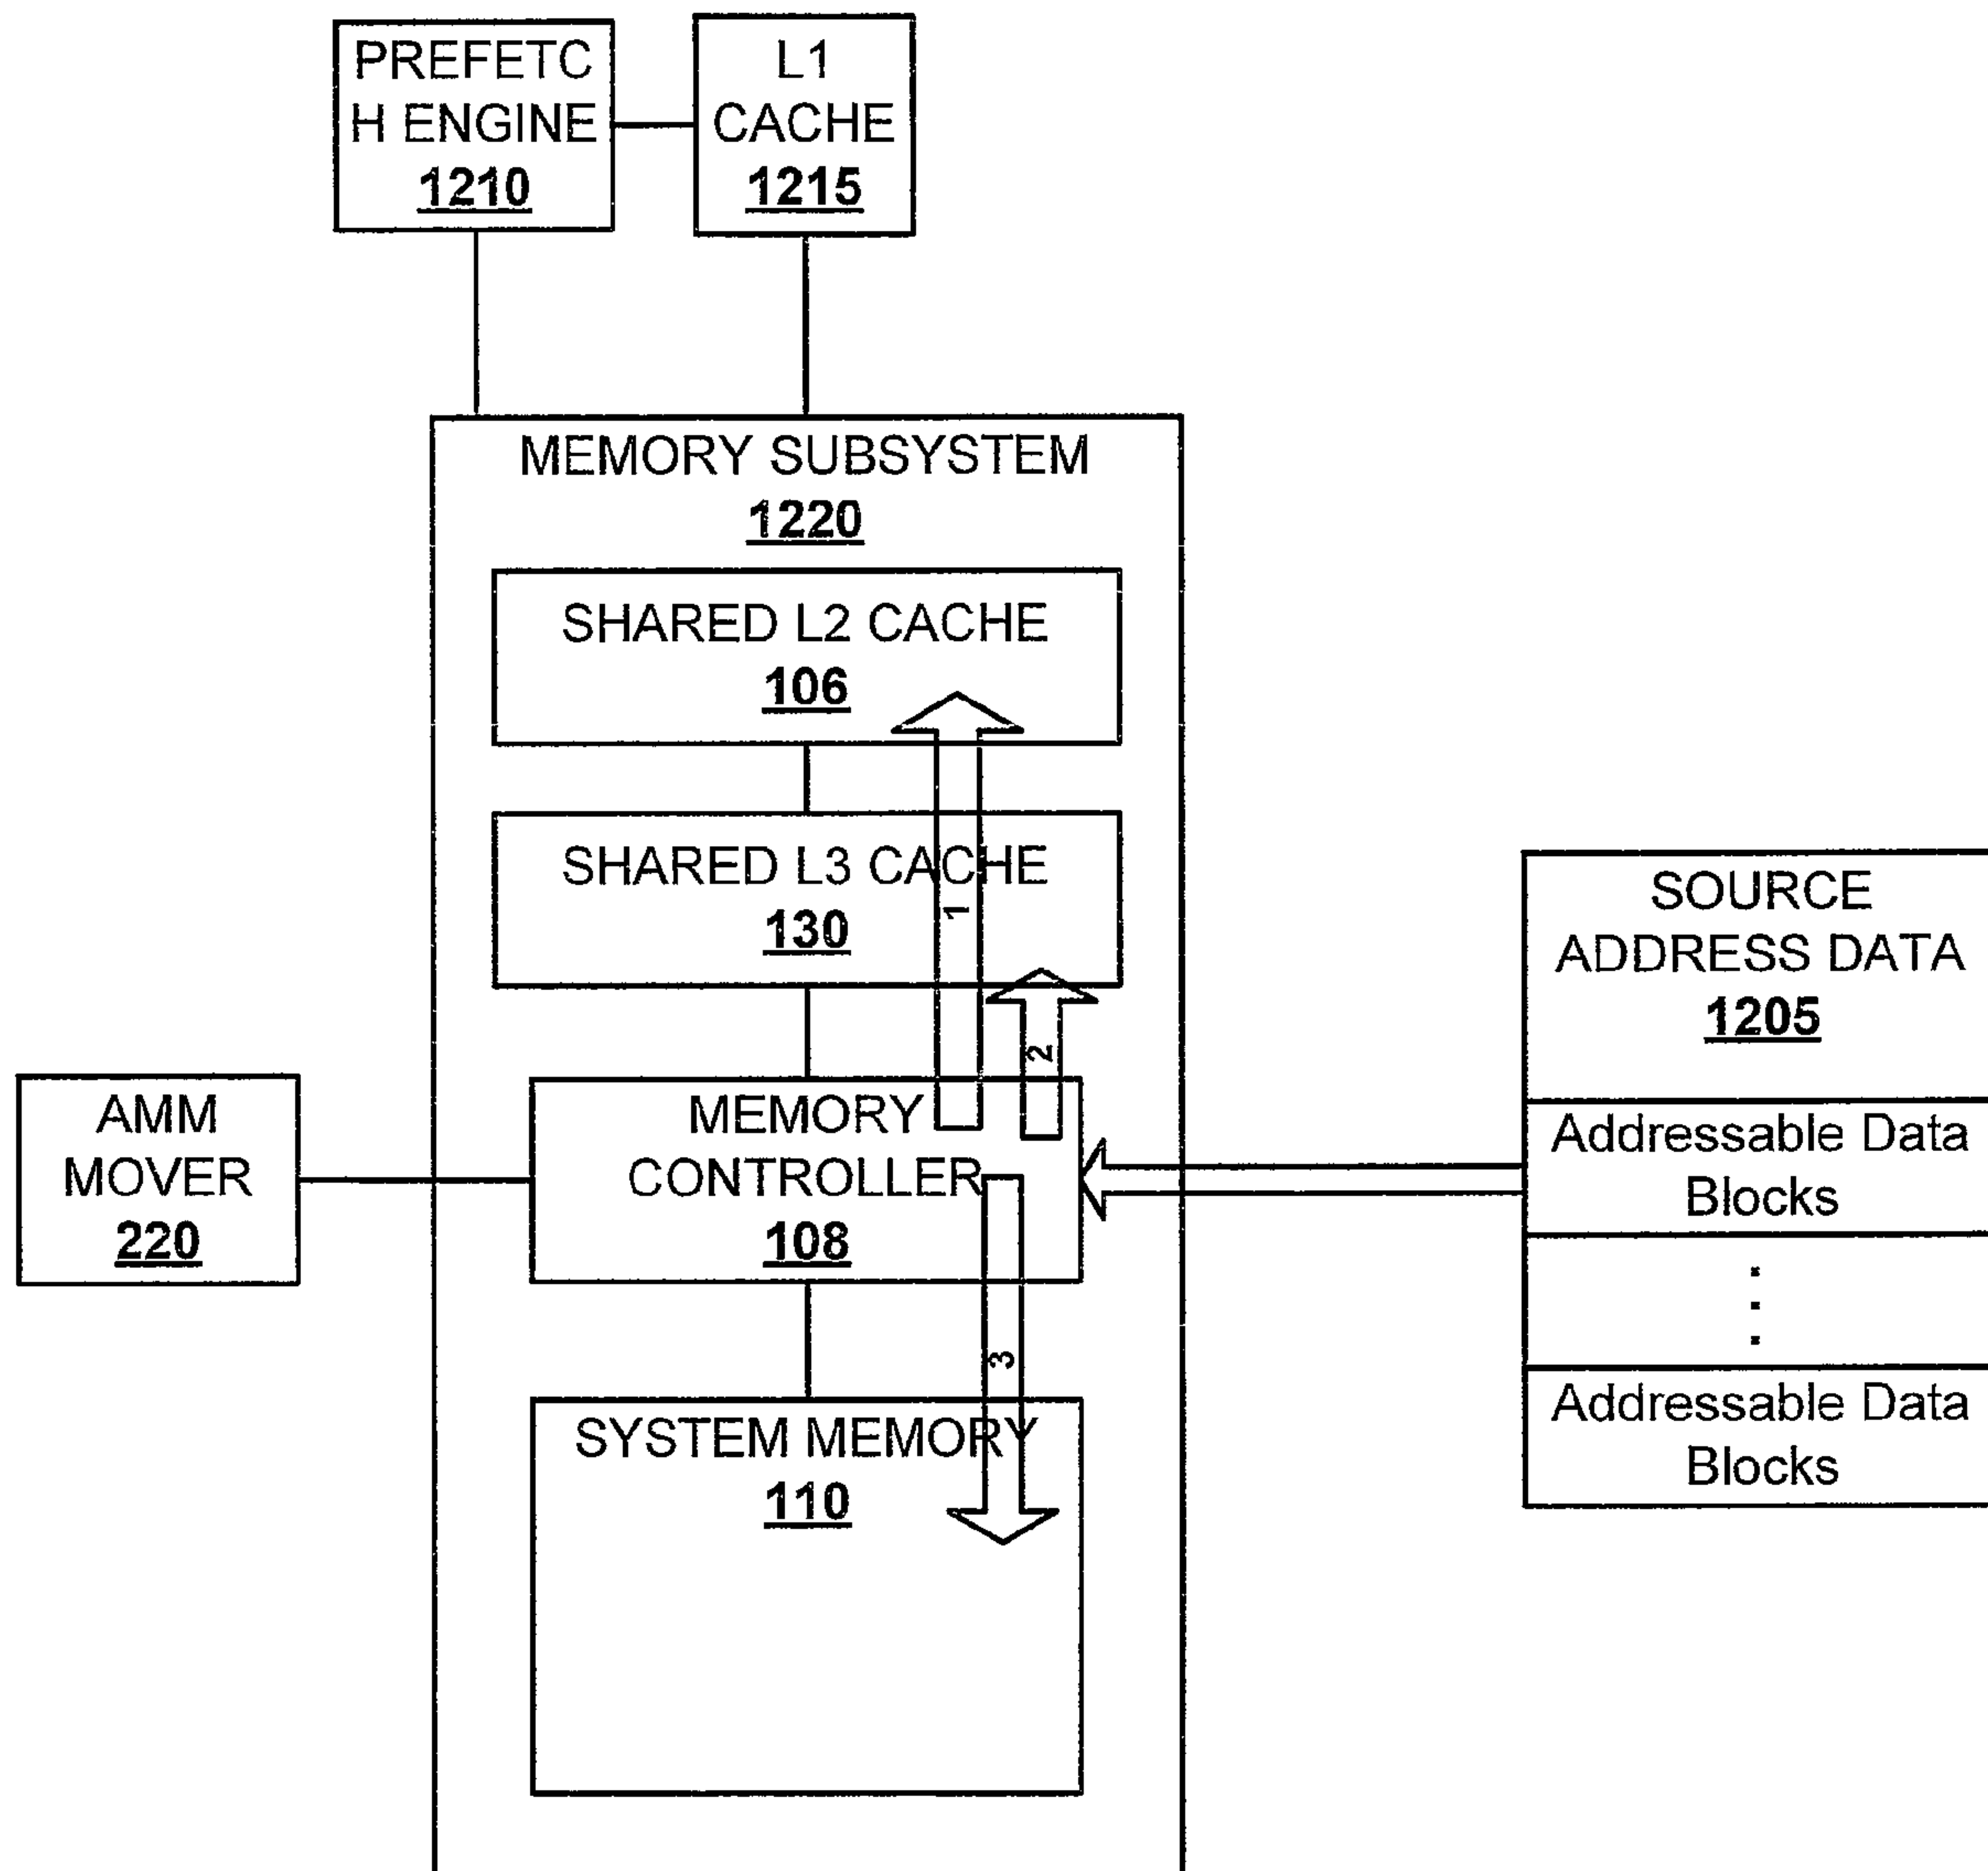 PREFETC
H ENGINE
1210
L1
CACHE
1215
MEMORY SUBSYSTEM
1220
SHARED L2 CACHE
106
SHARED L3 CACHE
130
1
2
MEMORY
CONTROLLER
108
3
SYSTEM MEMORY
110
AMM
MOVER
220
SOURCE
ADDRESS DATA
1205
Addressable Data
Blocks
Addressable Data
Blocks